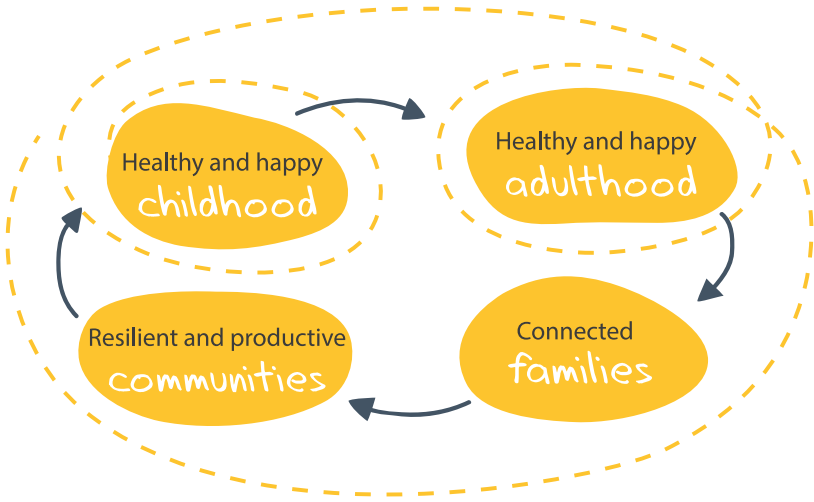 Healthy and happy
childhood
Healthy and happy
adulthood
Connected
families
Resilient and productive
communities